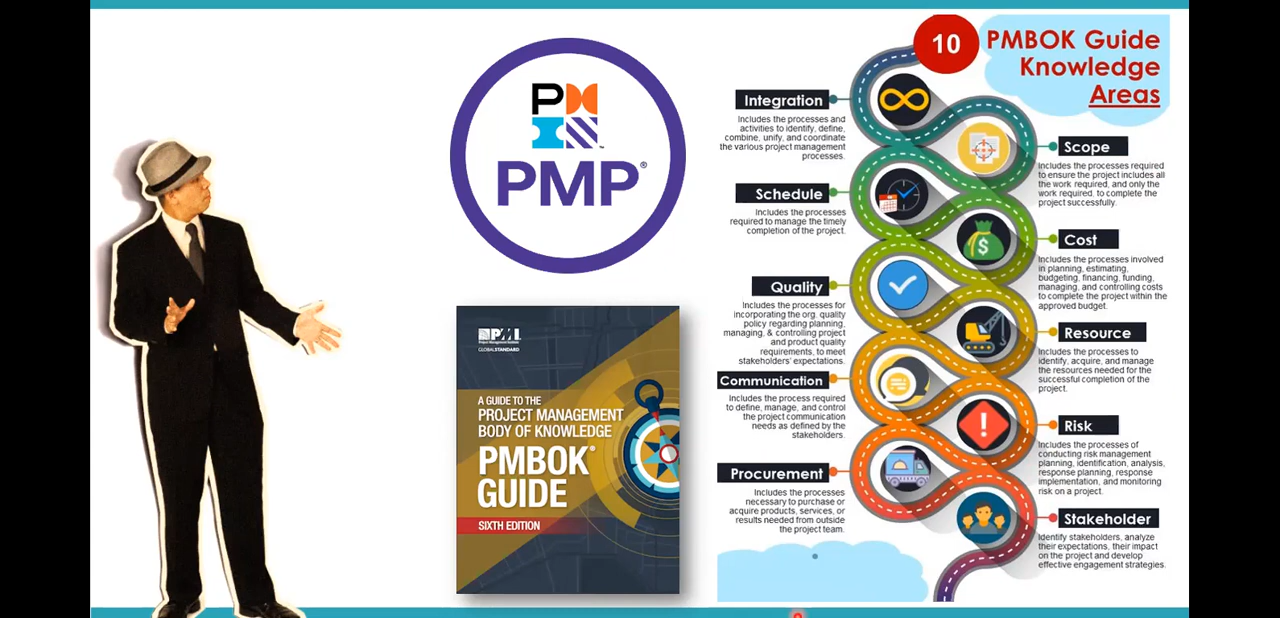 PM
PMP®
PMI
Project Management Institute
GLOBALSTANDARD
A GUIDE TO THE
PROJECT MANAGEMENT
BODY OF KNOWLEDGE
PMBOK®
GUIDE
SIXTH EDITION
10
PMBOK Guide
Knowledge
Areas
Integration
Includes the processes and
activities to identify, define,
combine, unify, and coordinate
the various project management
processes.
Scope
Includes the processes required
to ensure the project includes all
the work required, and only the
work required, to complete the
project successfully.
Schedule
Includes the processes
required to manage the timely
completion of the project.
Cost
Includes the processes involved
in planning, estimating,
budgeting, financing, funding,
managing, and controlling costs
to complete the project within the
approved budget.
Quality
Includes the processes for
incorporating the org. quality
policy regarding planning,
managing, & controlling project
and product quality
requirements, to meet
stakeholders' expectations.
Resource
Includes the processes to
identify, acquire, and manage
the resources needed for the
successful completion of the
project.
Communication
Includes the process required
to define, manage, and control
the project communication
needs as defined by the
stakeholders.
Risk
Includes the processes of
conducting risk management
planning, identification, analysis,
response planning, response
implementation, and monitoring
risk on a project.
Procurement
Includes the processes
necessary to purchase or
acquire products, services, or
results needed from outside
the project team.
Stakeholder
Identify stakeholders, analyze
their expectations, their impact
on the project and develop
effective engagement strategies.